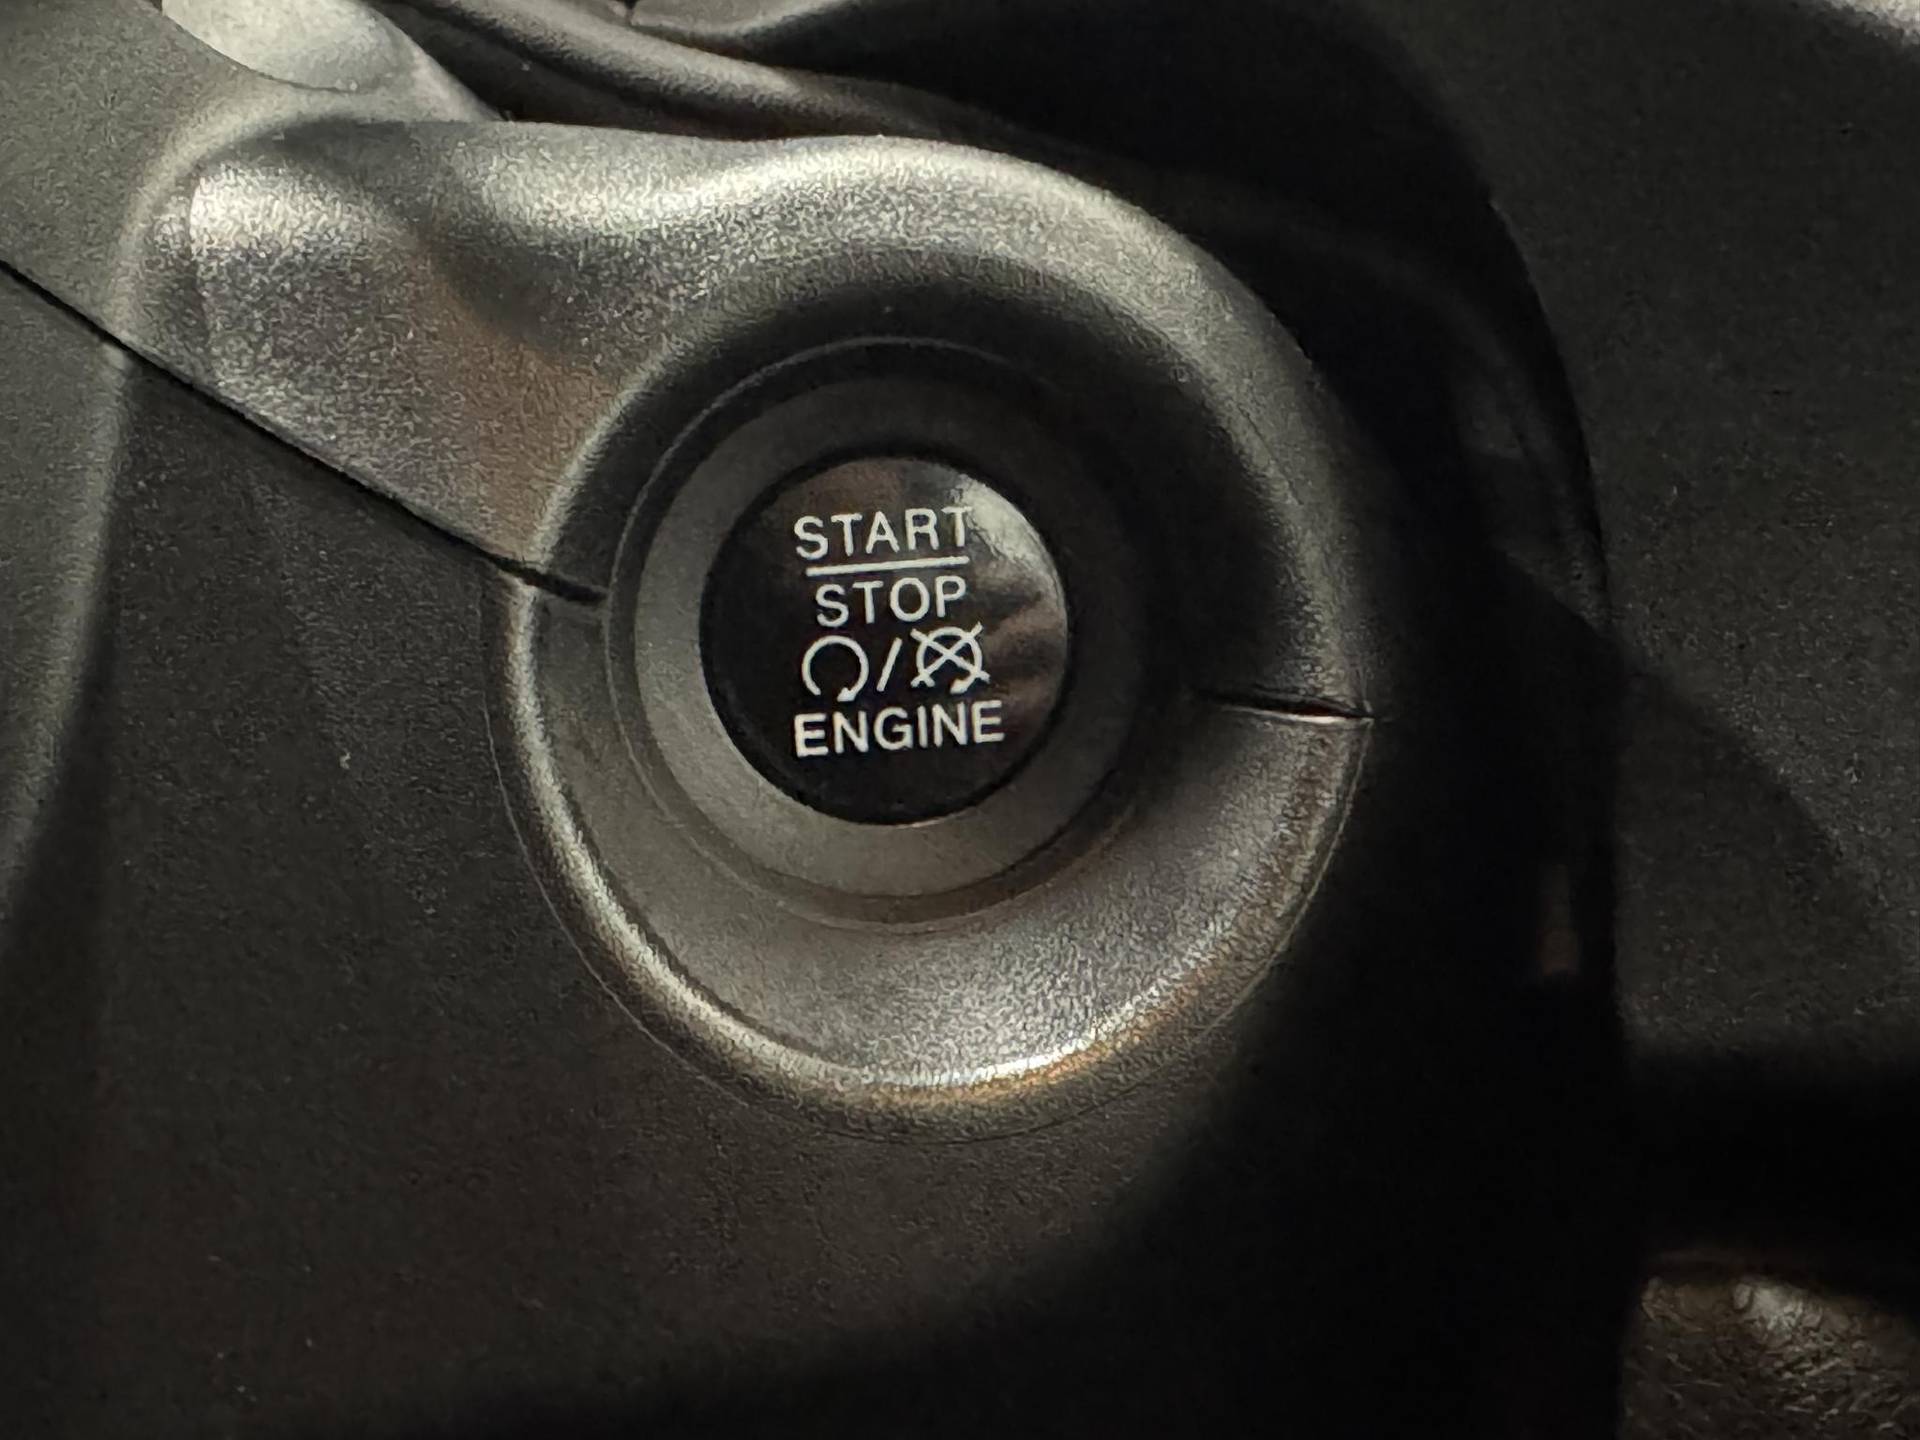 START
STOP
/
ENGINE